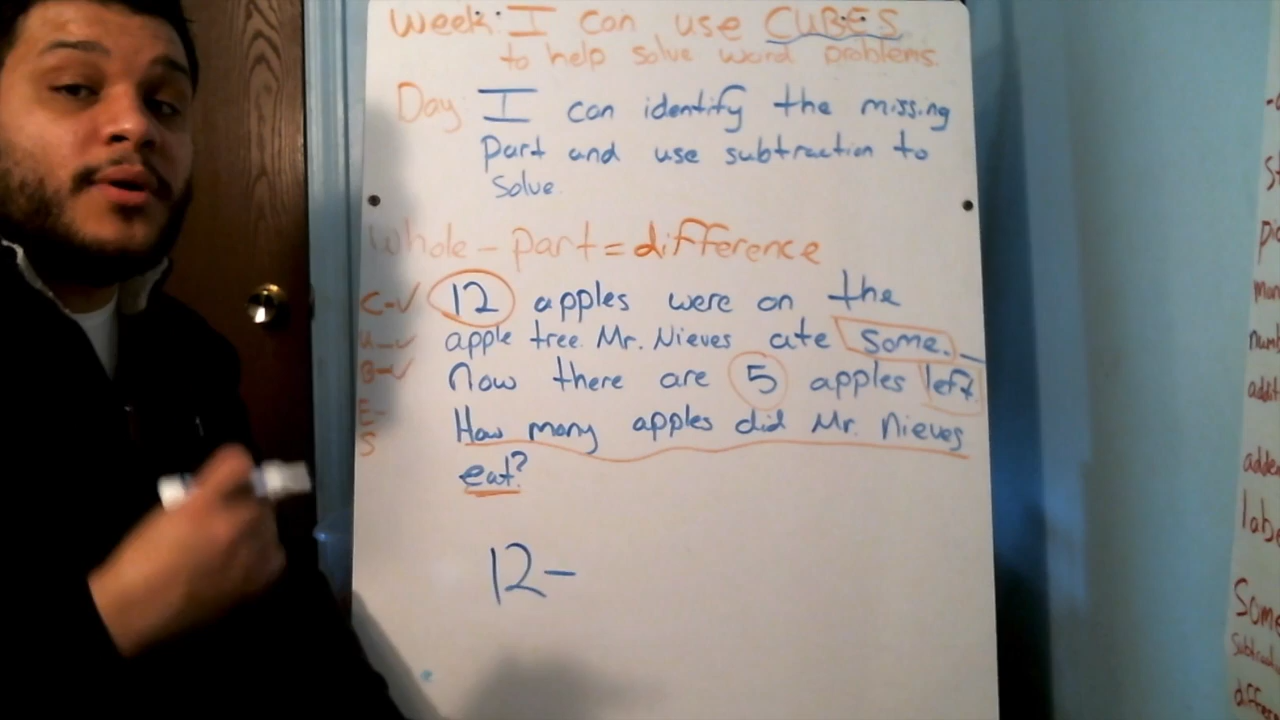 Week: I can use CUBES
to help solve word problems.
Day: I can identify the missing
part and use subtraction to
solve.
Whole - part = difference
C-✓ 12 apples were on the
U-✓ apple tree. Mr. Nieves ate some.
B-✓ Now there are 5 apples left.
E- How many apples did Mr. Nieves
S eat?
12 -